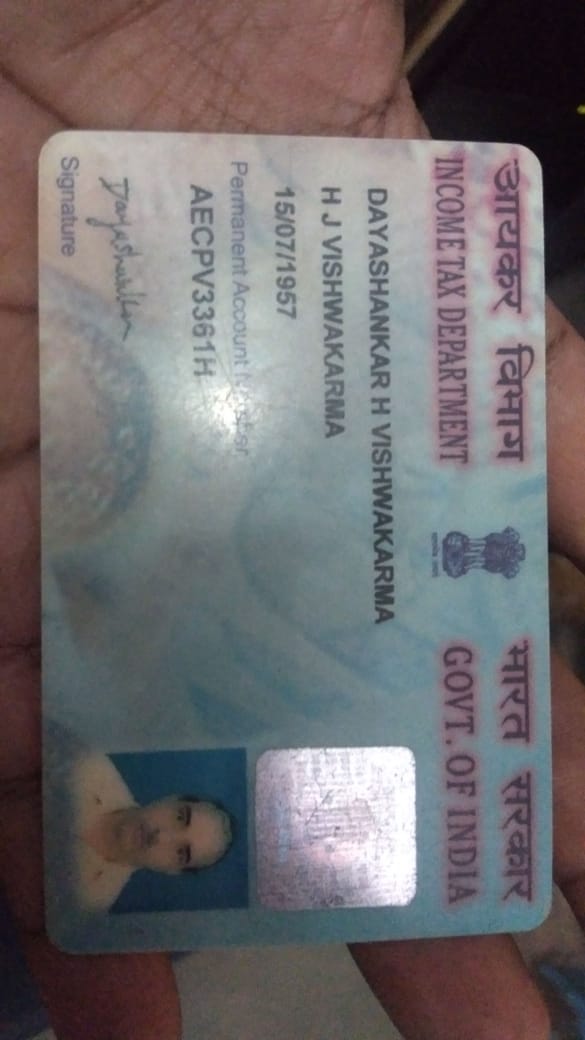 आयकर विभाग
INCOME TAX DEPARTMENT
भारत सरकार
GOVT. OF INDIA
DAYASHANKAR H VISHWAKARMA
H J VISHWAKARMA
15/07/1957
Permanent Account Number
AECPV3361H
Signature